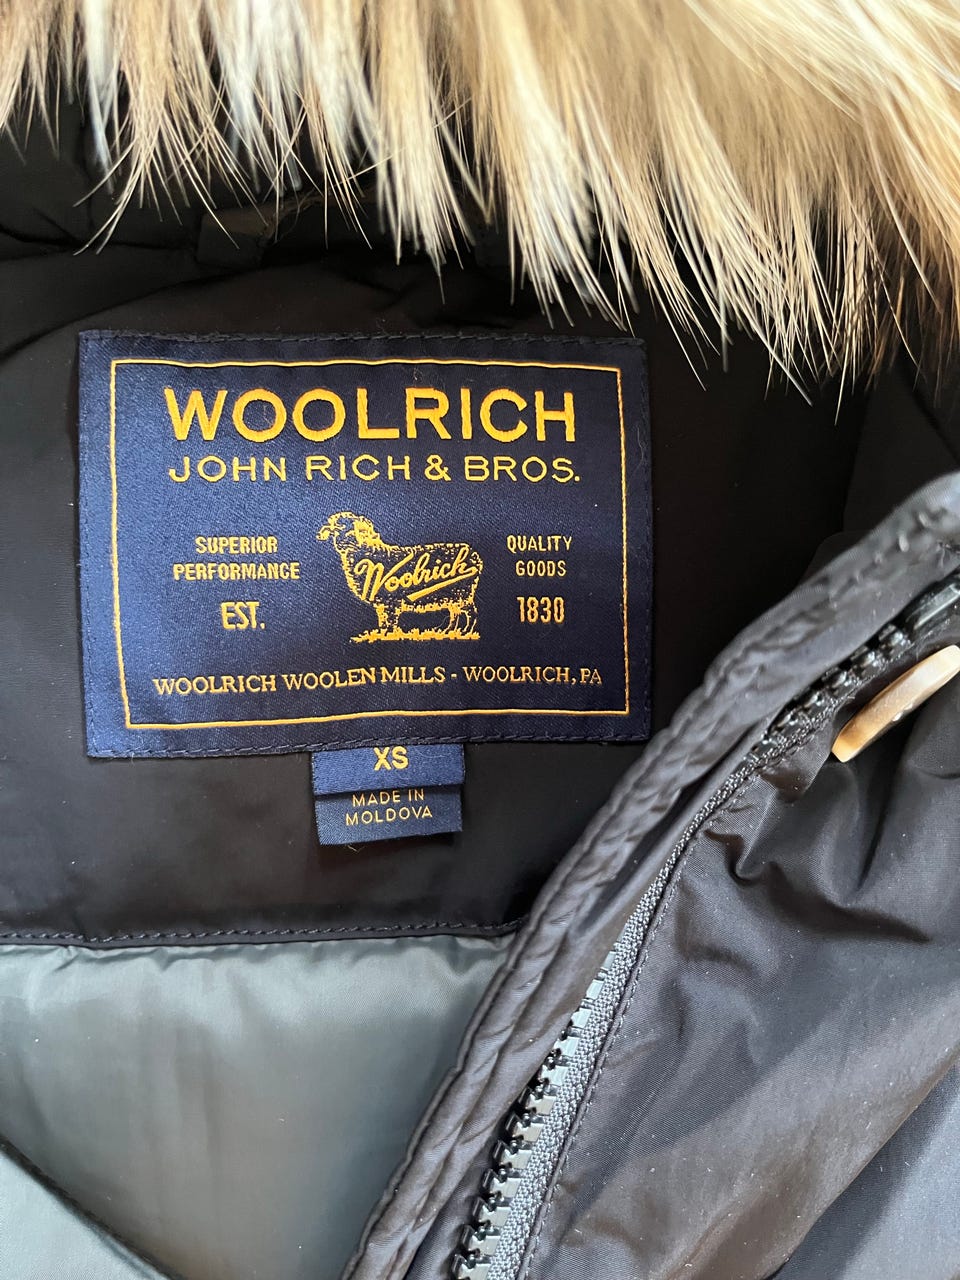 WOOLRICH
JOHN RICH & BROS.
SUPERIOR
PERFORMANCE
EST.
Woolrich
QUALITY
GOODS
1830
WOOLRICH WOOLEN MILLS - WOOLRICH, PA
XS
MADE IN
MOLDOVA